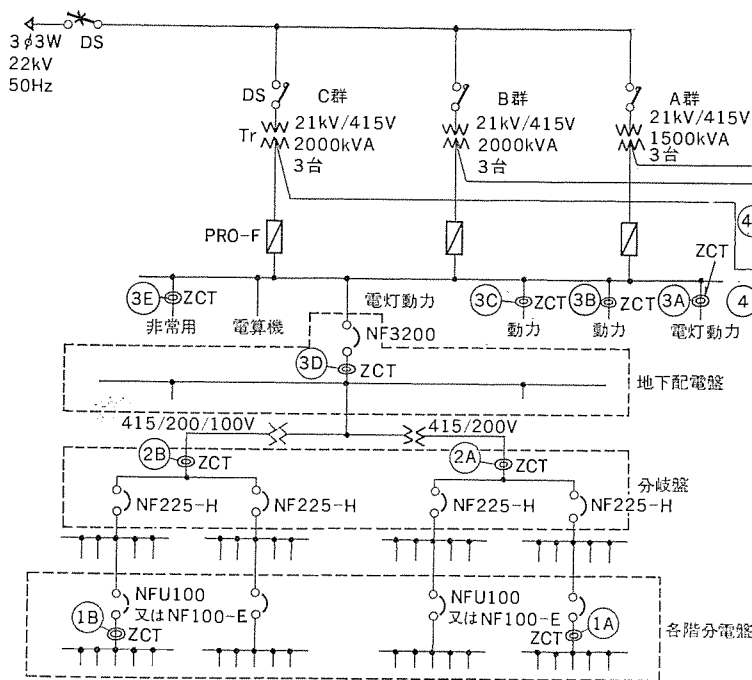 3φ3W DS
22kV
50Hz
DS C群
Tr 21kV/415V
2000kVA
3台
B群
21kV/415V
2000kVA
3台
A群
21kV/415V
1500kVA
3台
PRO-F
4
ZCT
3E ZCT
非常用
電算機
電灯動力
3C ZCT
動力
3B ZCT
動力
3A
電灯動力
4
NF3200
3D ZCT
地下配電盤
415/200/100V
415/200V
2B ZCT
2A ZCT
分岐盤
NF225-H
NF225-H
NF225-H
NF225-H
NFU100
又はNF100-E
1B ZCT
NFU100
又はNF100-E
ZCT 1A
各階分電盤